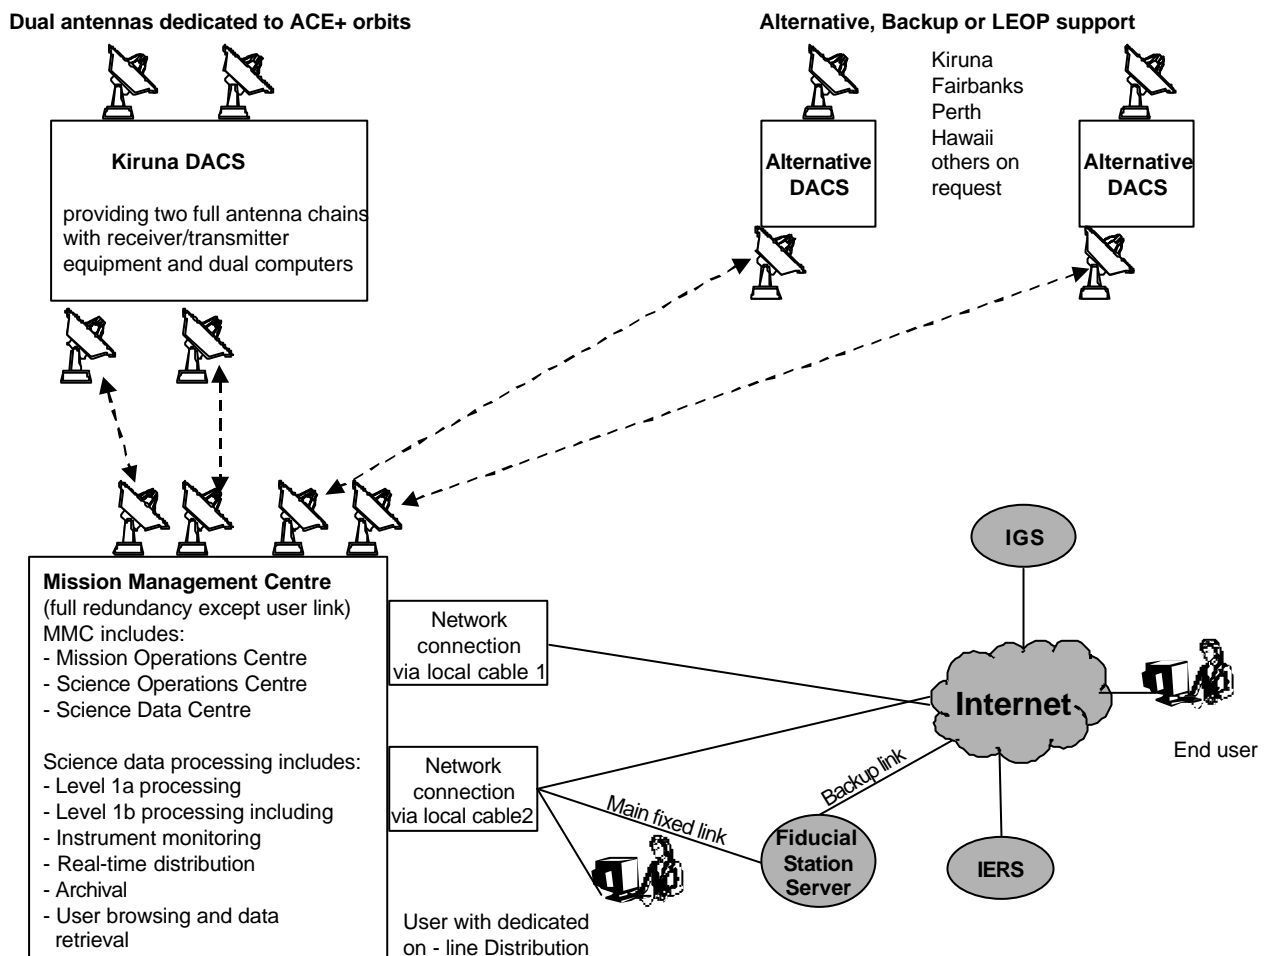 Dual antennas dedicated to ACE+ orbits
Alternative, Backup or LEOP support
Kiruna
Fairbanks
Perth
Hawaii
others on
request
Kiruna DACS
providing two full antenna chains
with receiver/transmitter
equipment and dual computers
Alternative
DACS
Alternative
DACS
Mission Management Centre
(full redundancy except user link)
MMC includes:
- Mission Operations Centre
- Science Operations Centre
- Science Data Centre
Science data processing includes:
- Level 1a processing
- Level 1b processing including
- Instrument monitoring
- Real-time distribution
- Archival
- User browsing and data
retrieval
Network
connection
via local cable 1
Network
connection
via local cable2
IGS
Internet
End user
Backup link
Main fixed link
Fiducial
Station
Server
IERS
User with dedicated
on - line Distribution